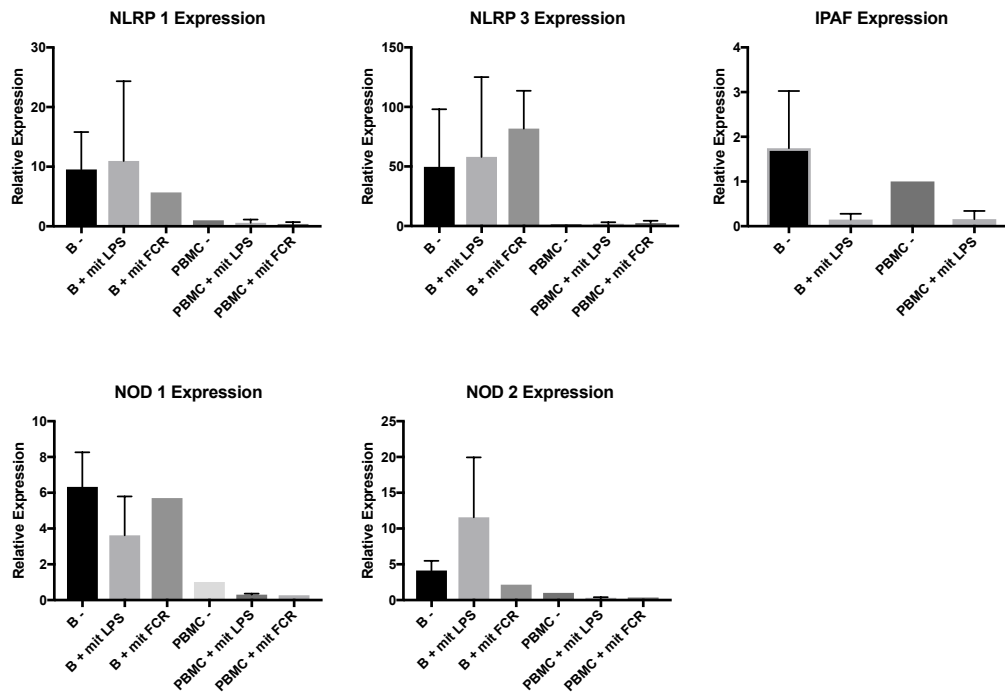 NLRP 1 Expression
Relative Expression
30
20
10
0
B -
B + mit LPS
B + mit FCR
PBMC -
PBMC + mit LPS
PBMC + mit FCR
NLRP 3 Expression
Relative Expression
150
100
50
0
B -
B + mit LPS
B + mit FCR
PBMC -
PBMC + mit LPS
PBMC + mit FCR
IPAF Expression
Relative Expression
4
3
2
1
0
B -
B + mit LPS
PBMC -
PBMC + mit LPS
NOD 1 Expression
Relative Expression
10
8
6
4
2
0
B -
B + mit LPS
B + mit FCR
PBMC -
PBMC + mit LPS
PBMC + mit FCR
NOD 2 Expression
Relative Expression
25
20
15
10
5
0
B -
B + mit LPS
B + mit FCR
PBMC -
PBMC + mit LPS
PBMC + mit FCR